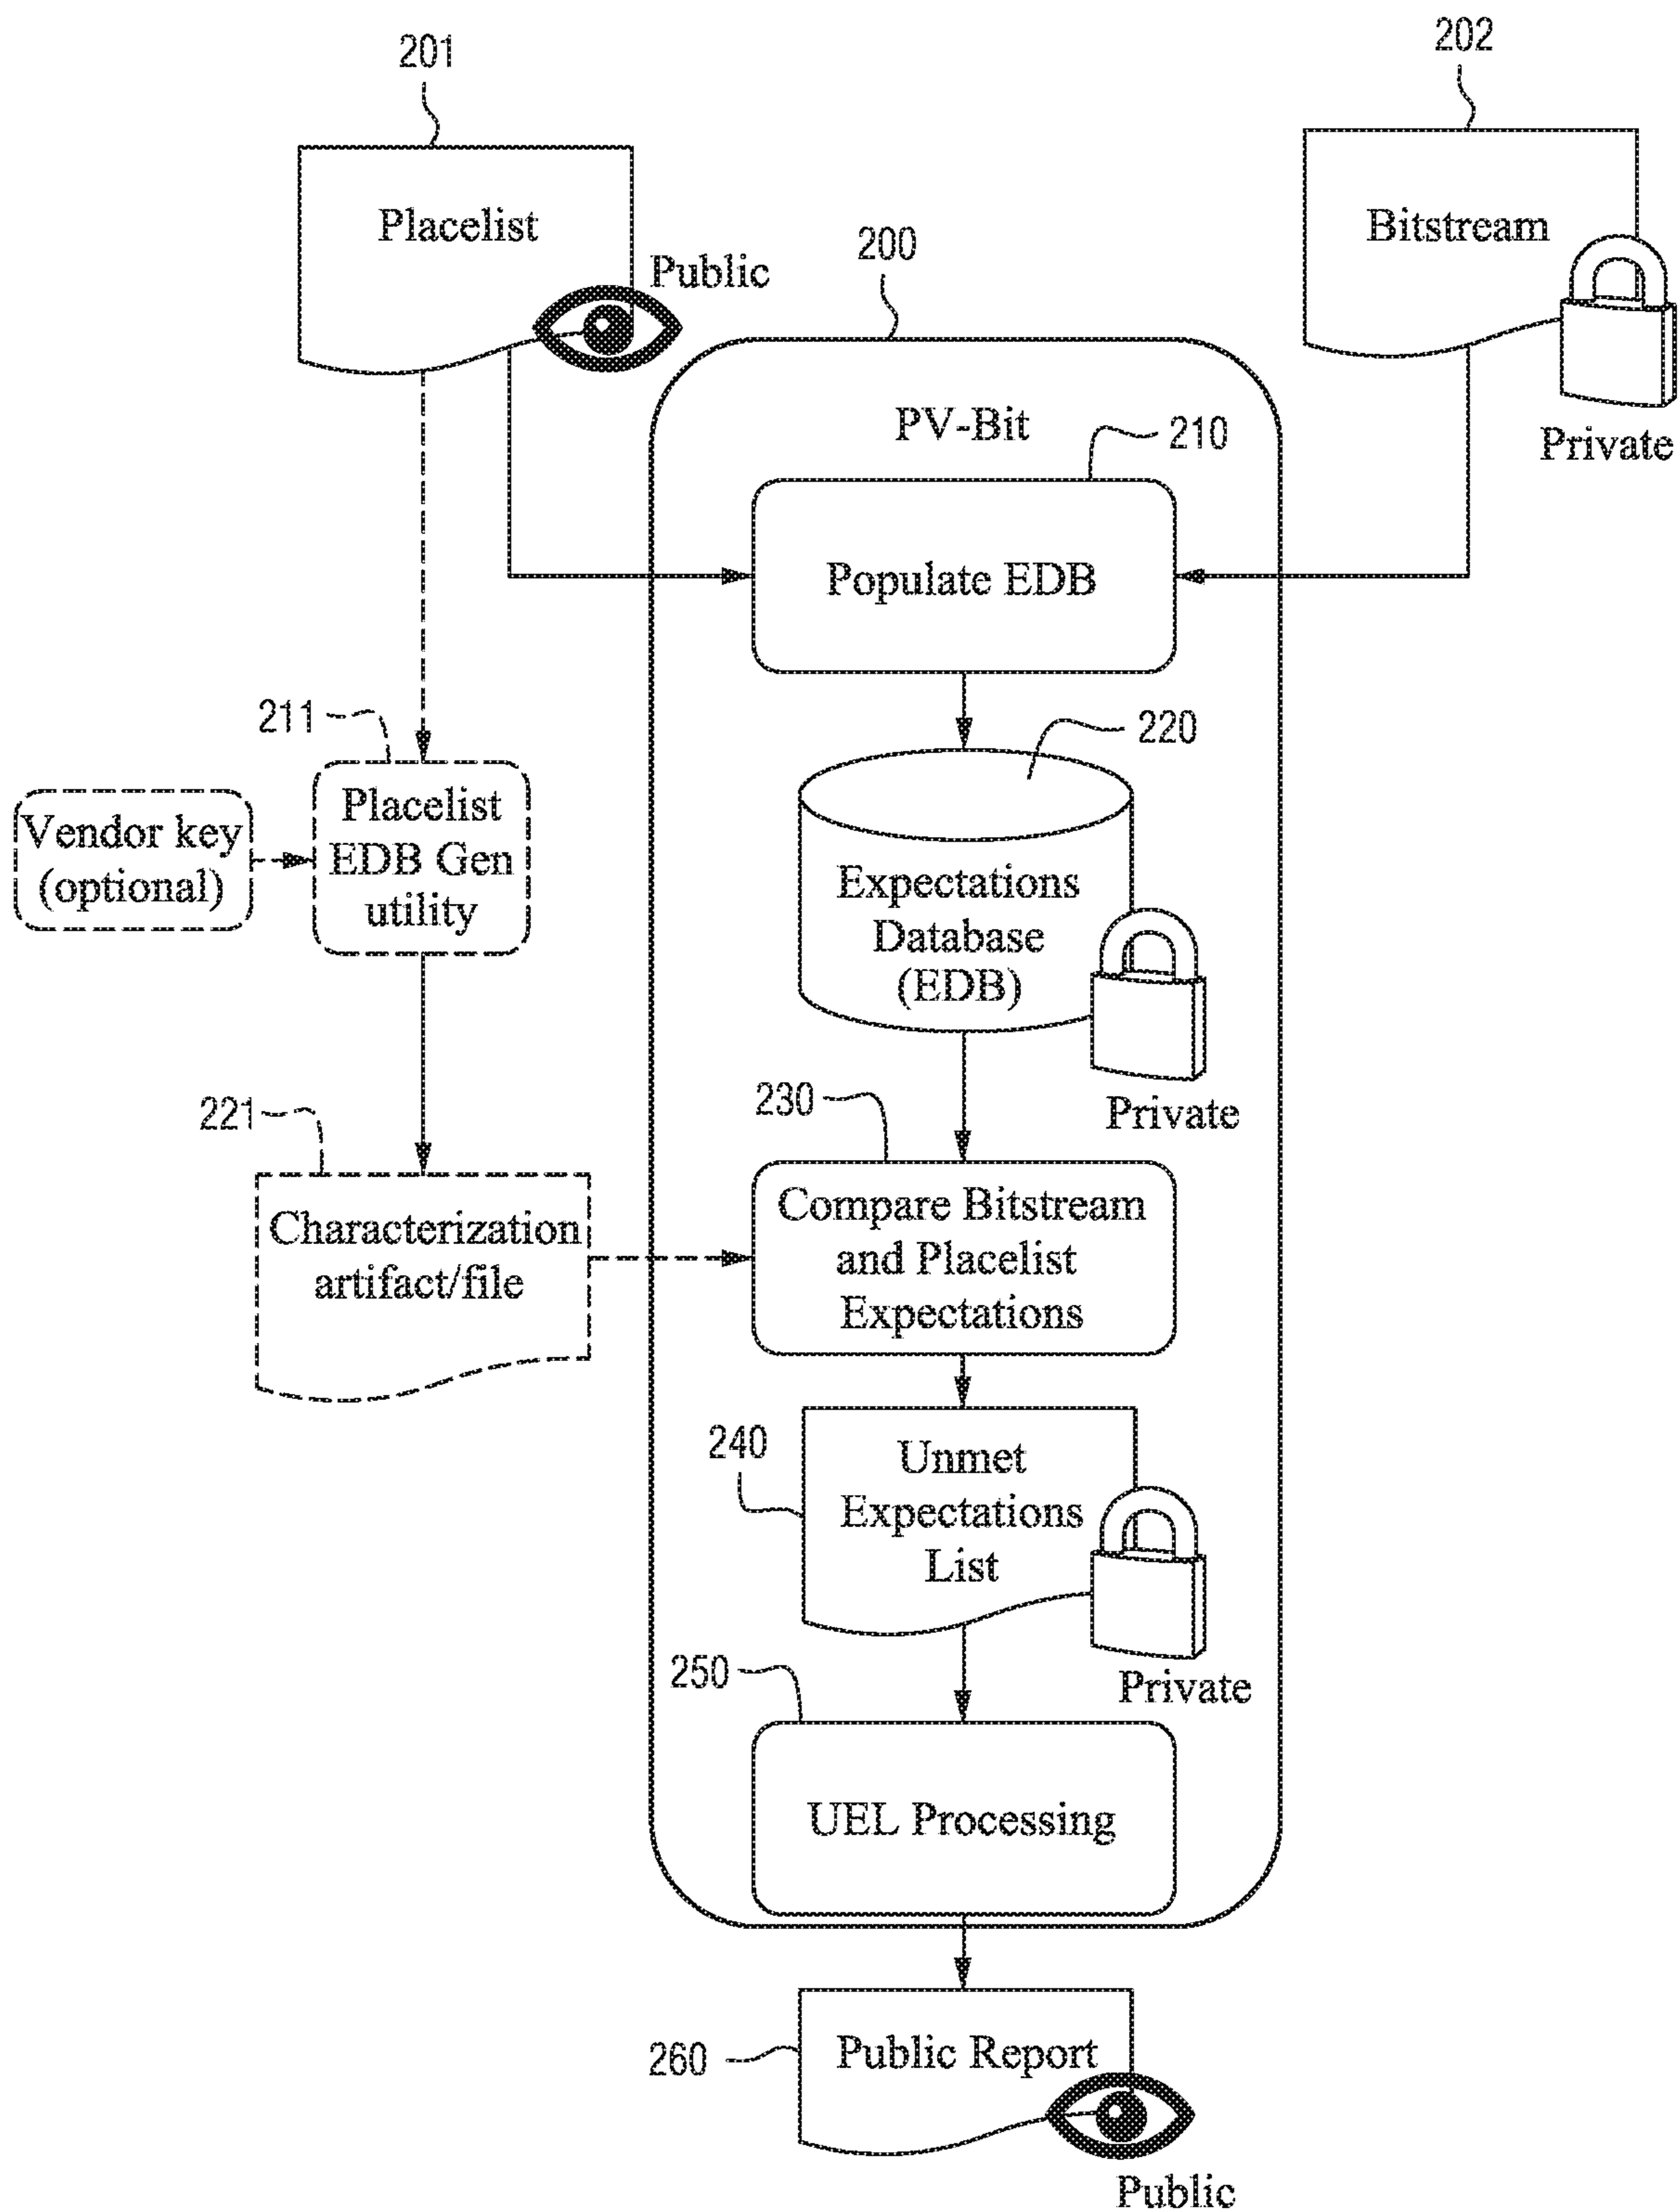 201
202
Placelist
Bitstream
Public
200
Private
PV-Bit
210
Populate EDB
211
220
Vendor key
(optional)
Placelist
EDB Gen
utility
Expectations
Database
(EDB)
Private
221
230
Characterization
artifact/file
Compare Bitstream
and Placelist
Expectations
240
Unmet
Expectations
List
Private
250
UEL Processing
260
Public Report
Public